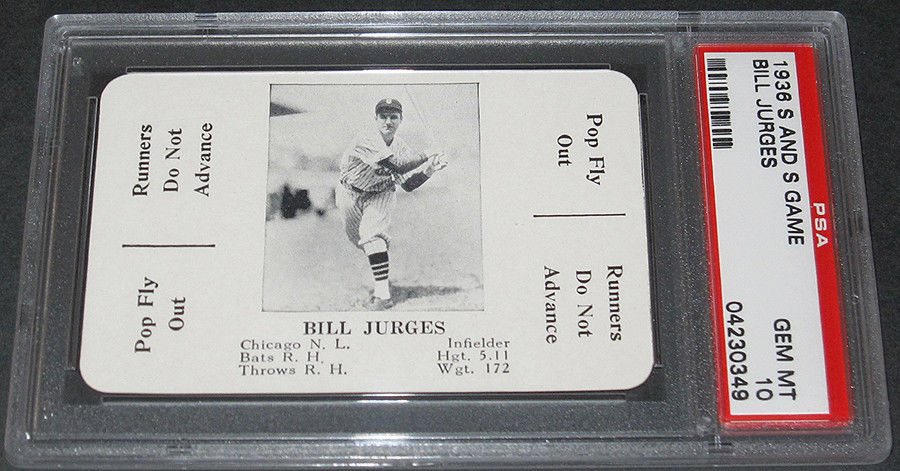 Runners
Do Not
Advance
Pop Fly
Out
Pop Fly
Out
Runners
Do Not
Advance
BILL JURGES
Chicago N. L. Infielder
Bats R. H. Hgt. 5.11
Throws R. H. Wgt. 172
PSA
1936 S AND S GAME
BILL JURGES
GEM MT
10
04230349